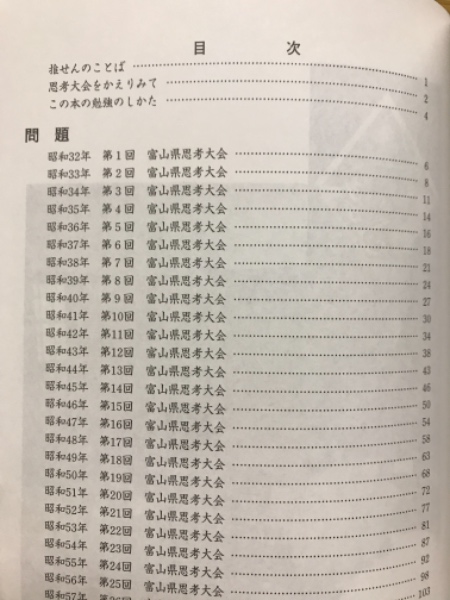 目 次
推せんのことば 1
思考大会をかえりみて 2
この本の勉強のしかた 4
問 題
昭和32年 第1回 富山県思考大会 6
昭和33年 第2回 富山県思考大会 8
昭和34年 第3回 富山県思考大会 11
昭和35年 第4回 富山県思考大会 14
昭和36年 第5回 富山県思考大会 16
昭和37年 第6回 富山県思考大会 18
昭和38年 第7回 富山県思考大会 21
昭和39年 第8回 富山県思考大会 24
昭和40年 第9回 富山県思考大会 27
昭和41年 第10回 富山県思考大会 30
昭和42年 第11回 富山県思考大会 34
昭和43年 第12回 富山県思考大会 38
昭和44年 第13回 富山県思考大会 43
昭和45年 第14回 富山県思考大会 46
昭和46年 第15回 富山県思考大会 50
昭和47年 第16回 富山県思考大会 54
昭和48年 第17回 富山県思考大会 58
昭和49年 第18回 富山県思考大会 63
昭和50年 第19回 富山県思考大会 68
昭和51年 第20回 富山県思考大会 72
昭和52年 第21回 富山県思考大会 77
昭和53年 第22回 富山県思考大会 81
昭和54年 第23回 富山県思考大会 87
昭和55年 第24回 富山県思考大会 92
昭和56年 第25回 富山県思考大会 98
昭和57年 第26回 富山県思考大会 103